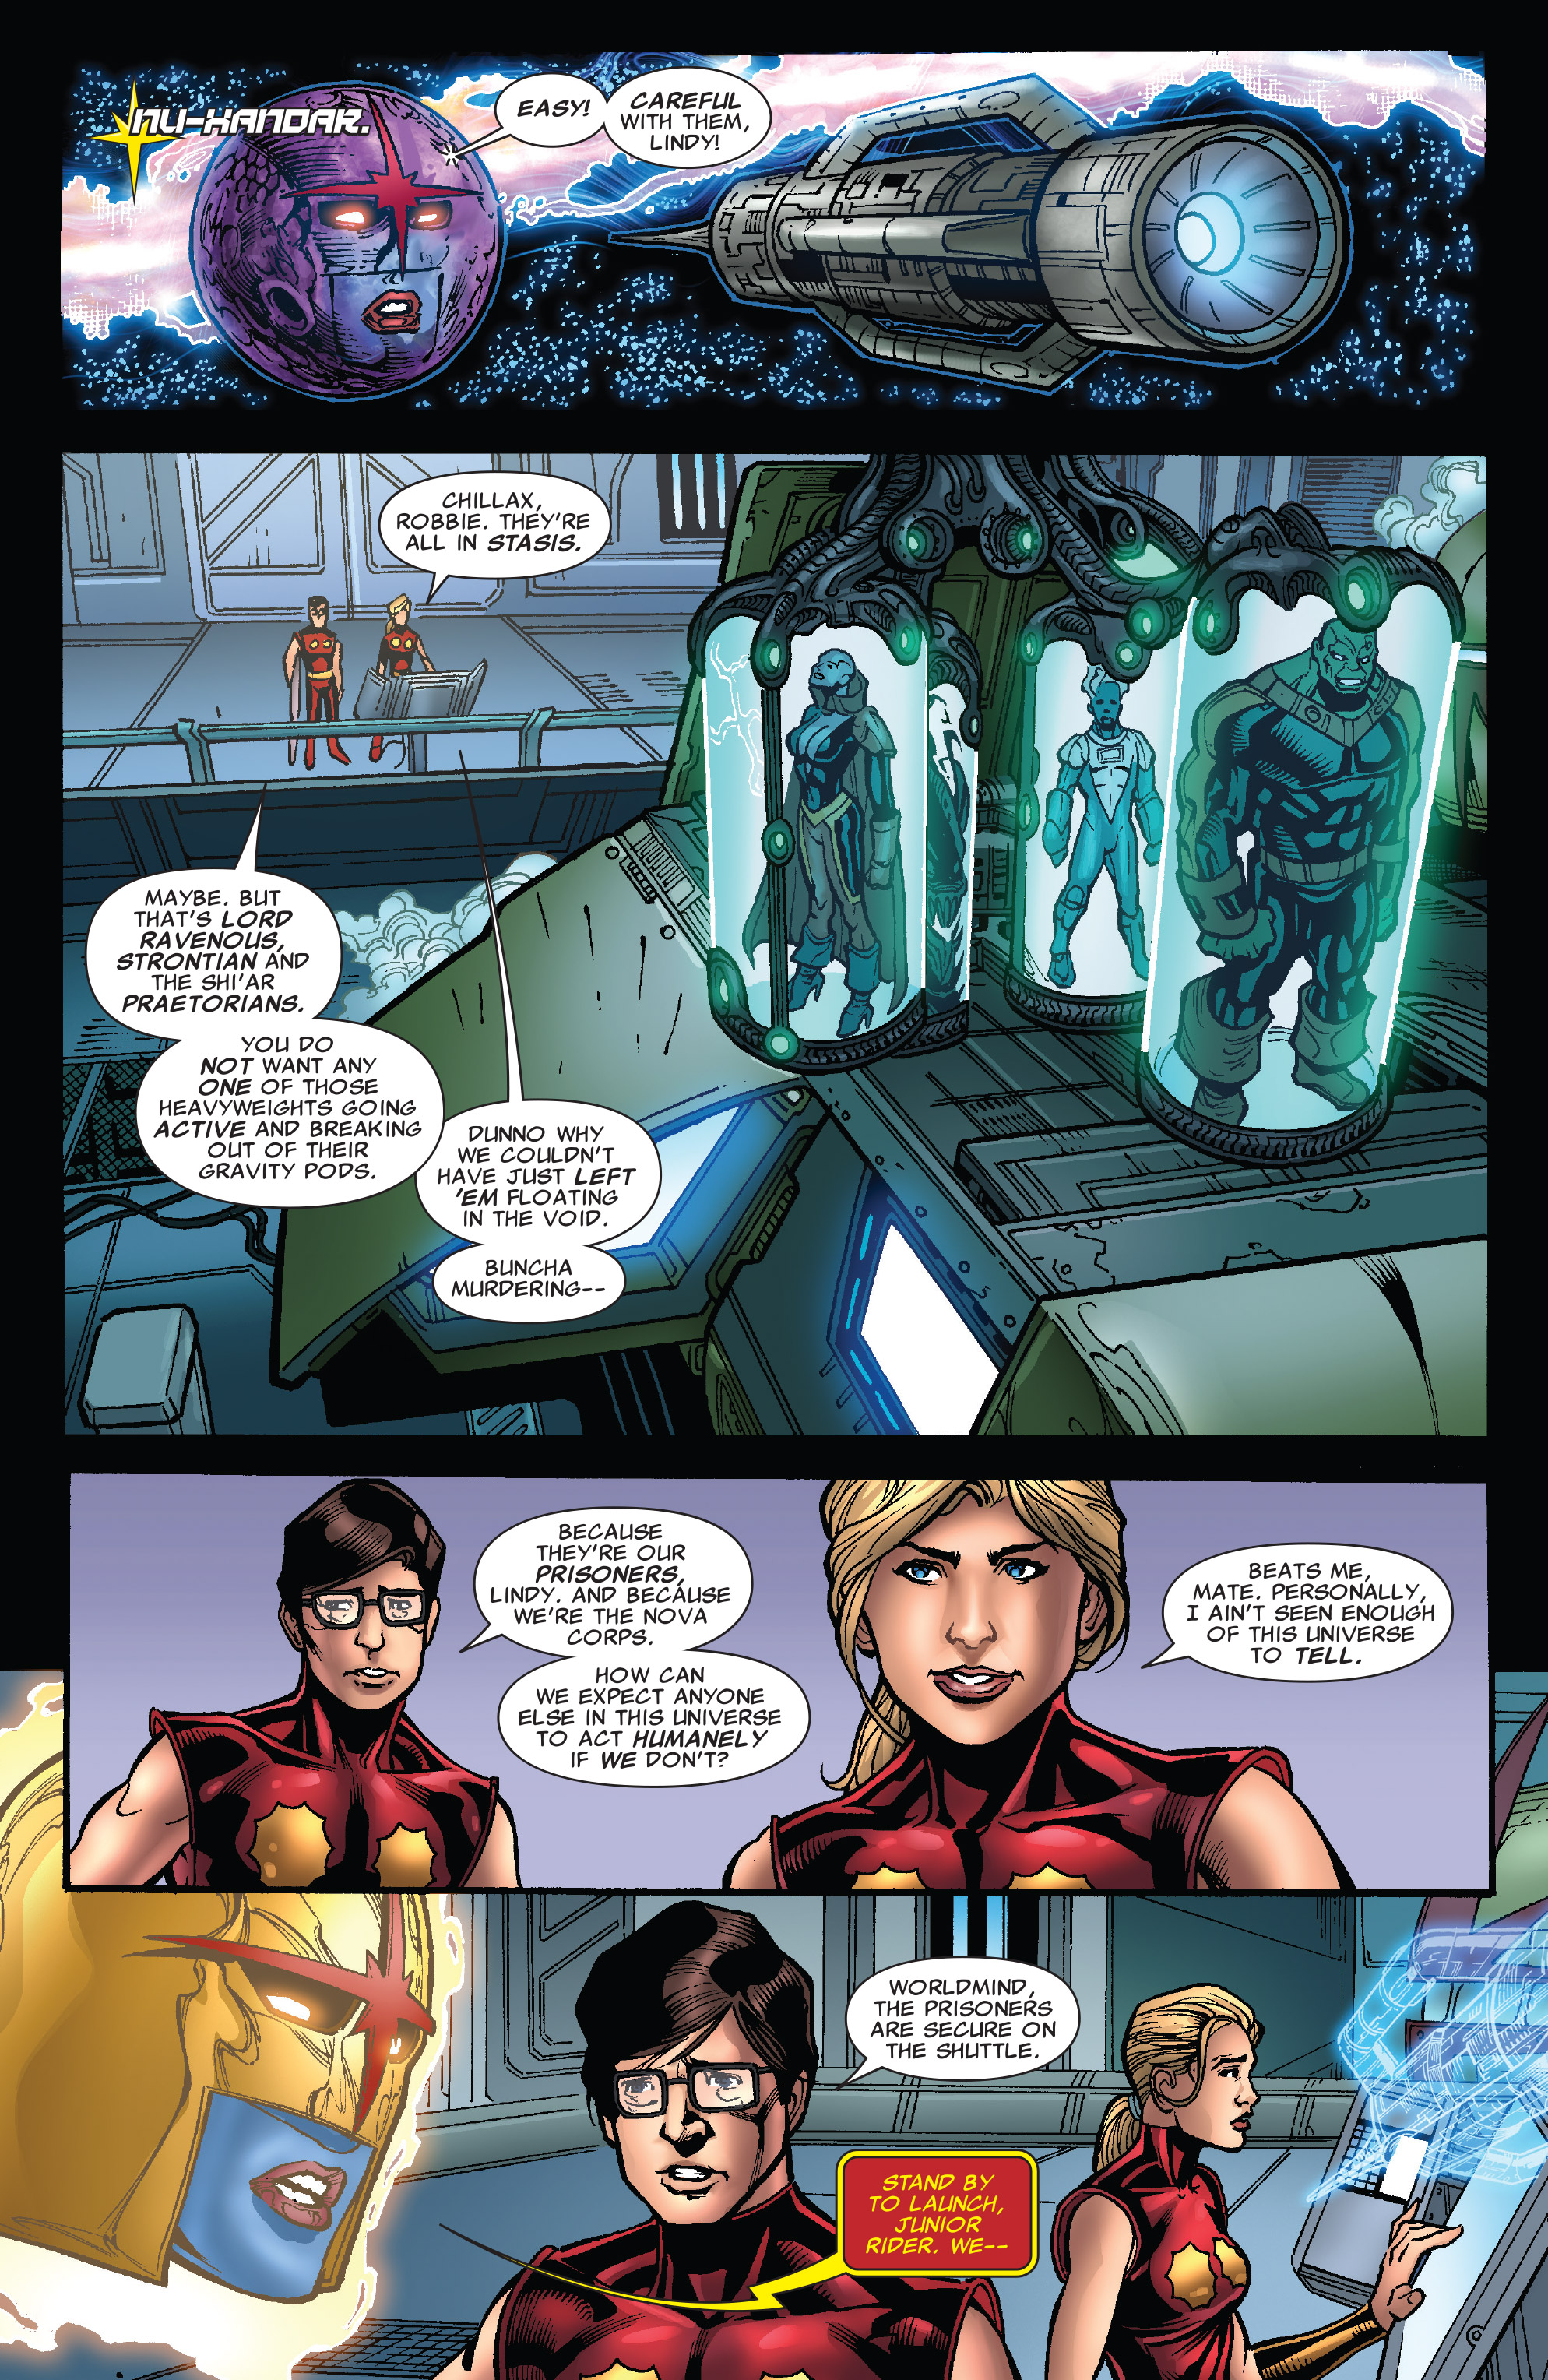 NU-XANDAR.
EASY!
CAREFUL
WITH THEM,
LINDY!
CHILLAX,
ROBBIE. THEY'RE
ALL IN STASIS.
MAYBE. BUT
THAT'S LORD
RAVENOUS,
STRONTIAN AND
THE SHI'AR
PRAETORIANS.
YOU DO
NOT WANT ANY
ONE OF THOSE
HEAVYWEIGHTS GOING
ACTIVE AND BREAKING
OUT OF THEIR
GRAVITY PODS.
DUNNO WHY
WE COULDN'T
HAVE JUST LEFT
'EM FLOATING
IN THE VOID.
BUNCHA
MURDERING--
BECAUSE
THEY'RE OUR
PRISONERS,
LINDY. AND BECAUSE
WE'RE THE NOVA
CORPS.
HOW CAN
WE EXPECT ANYONE
ELSE IN THIS UNIVERSE
TO ACT HUMANELY
IF WE DON'T?
BEATS ME,
MATE. PERSONALLY,
I AIN'T SEEN ENOUGH
OF THIS UNIVERSE
TO TELL.
WORLDMIND,
THE PRISONERS
ARE SECURE ON
THE SHUTTLE.
STAND BY
TO LAUNCH,
JUNIOR
RIDER. WE--